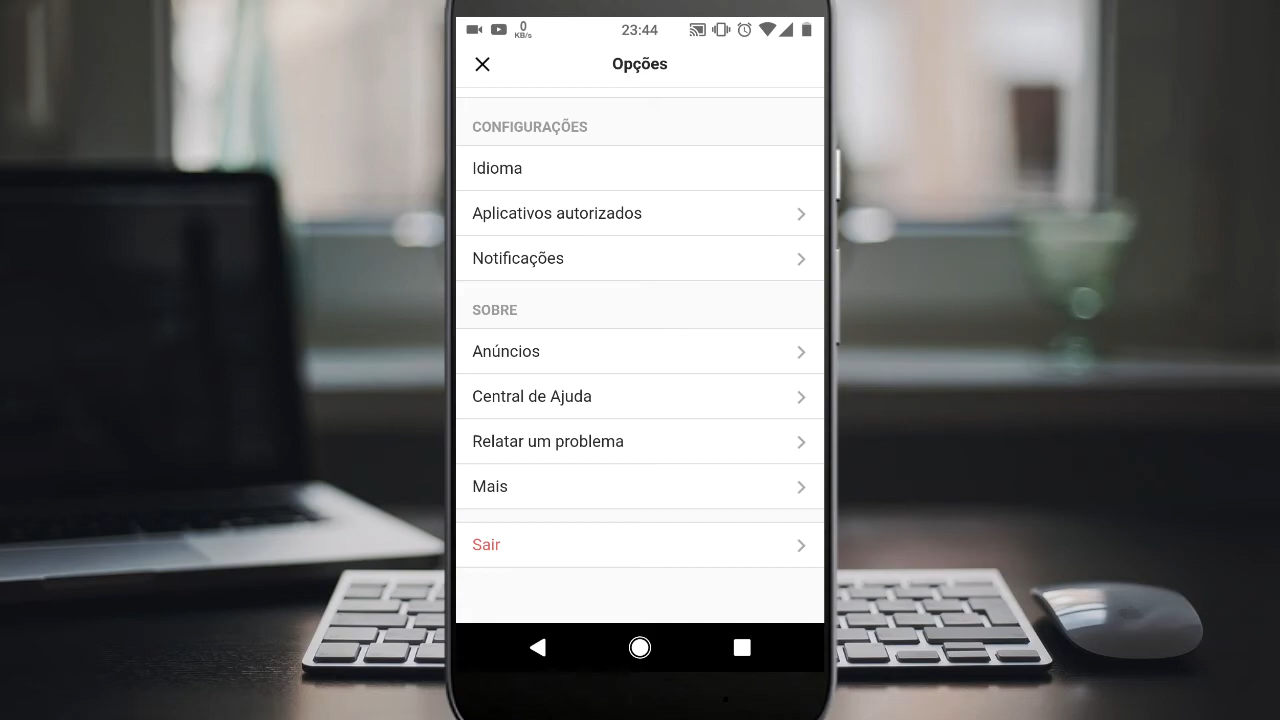 0
KB/s
23:44
Opções
CONFIGURAÇÕES
Idioma
Aplicativos autorizados
Notificações
SOBRE
Anúncios
Central de Ajuda
Relatar um problema
Mais
Sair